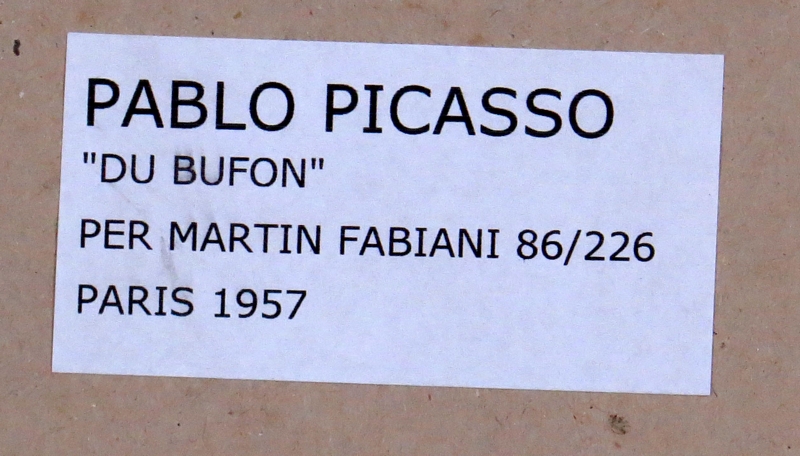 PABLO PICASSO
"DU BUFON"
PER MARTIN FABIANI 86/226
PARIS 1957